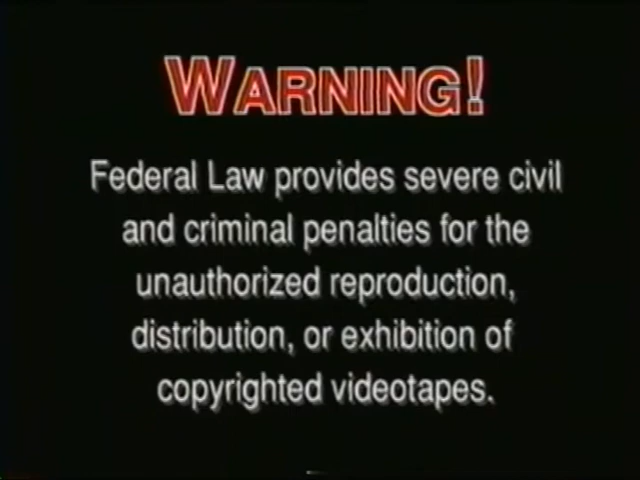 WARNING!
Federal Law provides severe civil
and criminal penalties for the
unauthorized reproduction,
distribution, or exhibition of
copyrighted videotapes.